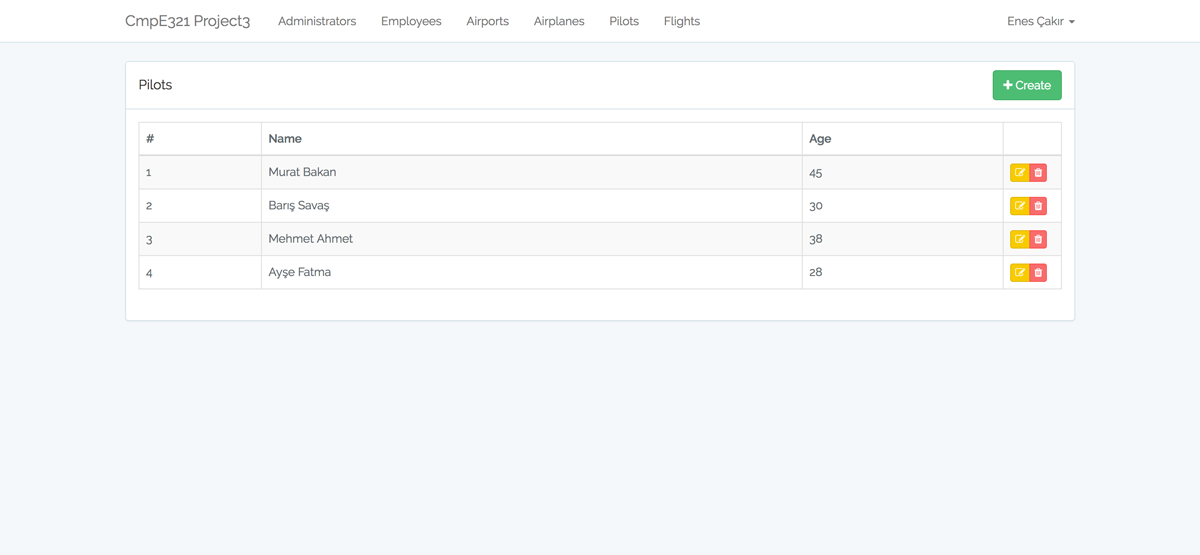 CmpE321 Project3 Administrators Employees Airports Airplanes Pilots Flights Enes Çakır
Pilots Create
# Name Age
1 Murat Bakan 45
2 Barış Savaş 30
3 Mehmet Ahmet 38
4 Ayşe Fatma 28